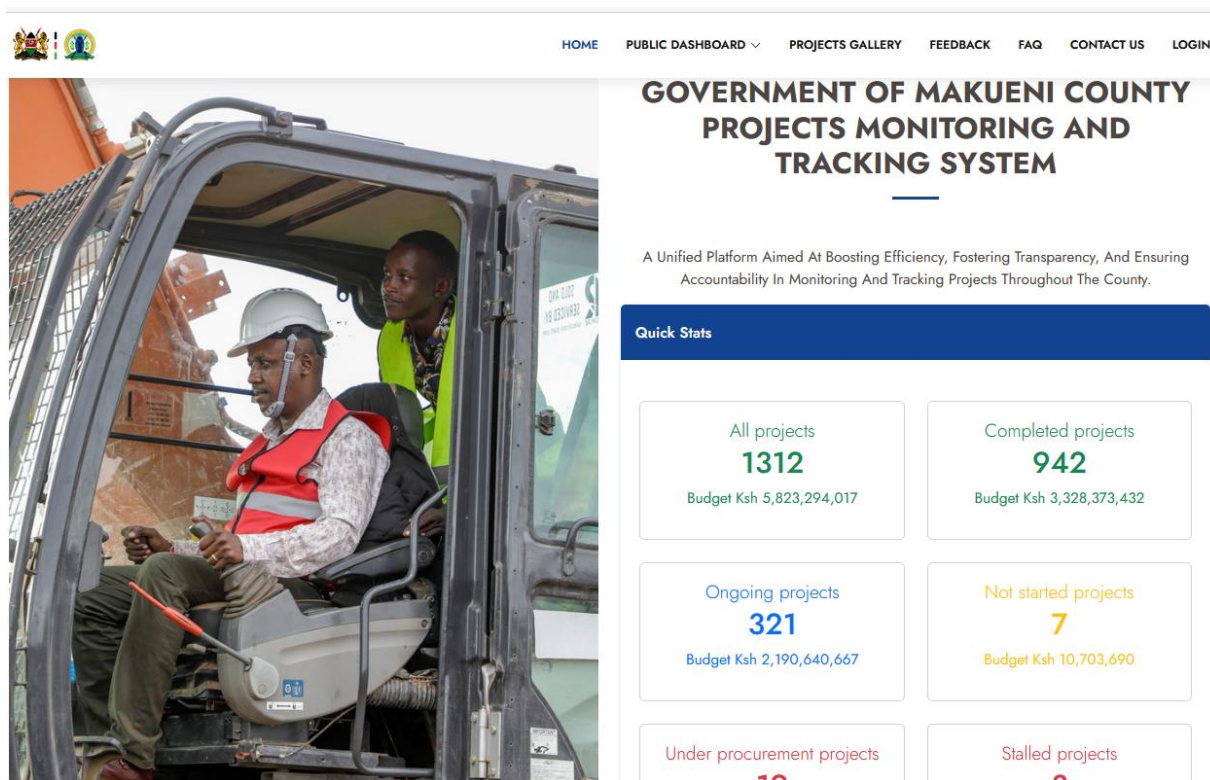 HOME PUBLIC DASHBOARD PROJECTS GALLERY FEEDBACK FAQ CONTACT US LOGIN
GOVERNMENT OF MAKUENI COUNTY
PROJECTS MONITORING AND
TRACKING SYSTEM
A Unified Platform Aimed At Boosting Efficiency, Fostering Transparency, And Ensuring
Accountability In Monitoring And Tracking Projects Throughout The County.
Quick Stats
All projects
1312
Budget Ksh 5,823,294,017
Completed projects
942
Budget Ksh 3,328,373,432
Ongoing projects
321
Budget Ksh 2,190,640,667
Not started projects
7
Budget Ksh 10,703,690
Under procurement projects
Stalled projects
SOLD AND
SERVICED BY: